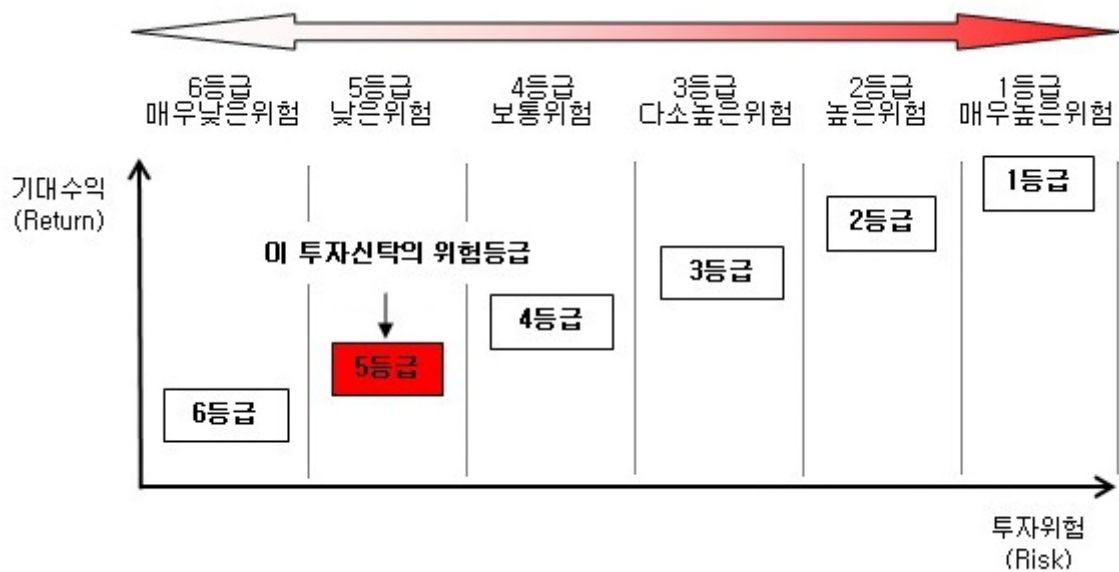 6등급 5등급 4등급 3등급 2등급 1등급
매우낮은위험 낮은위험 보통위험 다소높은위험 높은위험 매우높은위험
기대수익
(Return)
1등급
2등급
이 투자신탁의 위험등급
3등급
4등급
5등급
6등급
투자위험
(Risk)